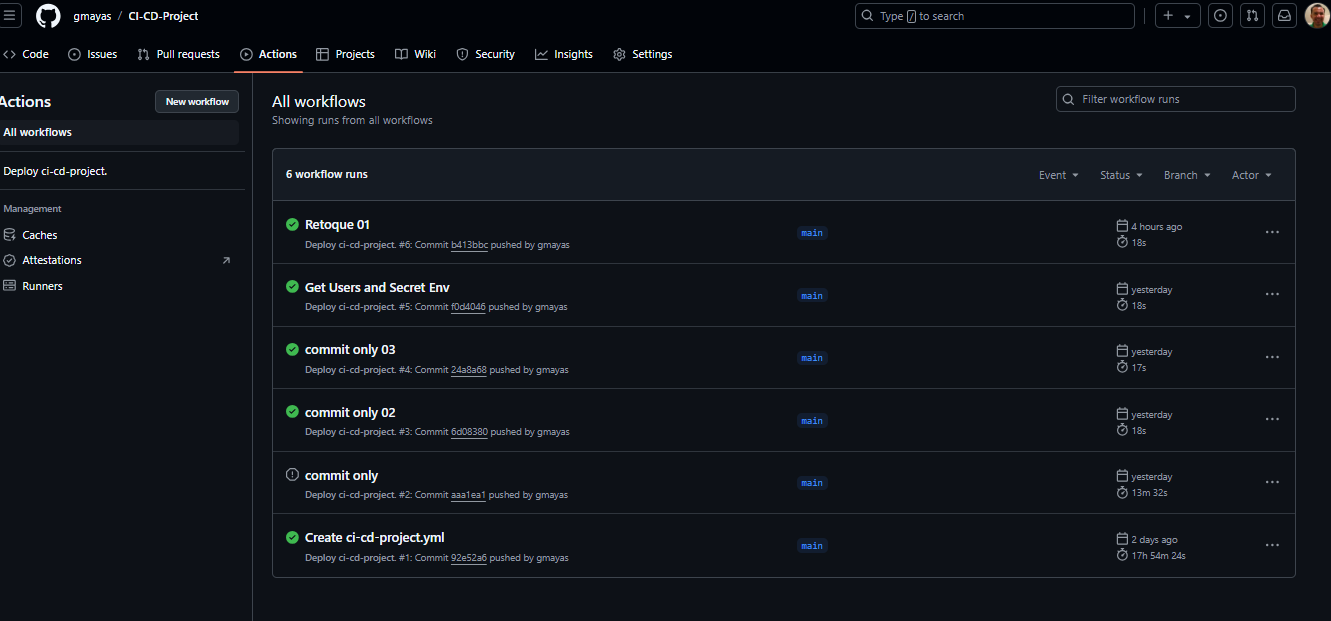 gmayas / CI-CD-Project
Type / to search
Code Issues Pull requests Actions Projects Wiki Security Insights Settings
Actions
New workflow
All workflows
Deploy ci-cd-project.
Management
Caches
Attestations
Runners
All workflows
Showing runs from all workflows
Filter workflow runs
6 workflow runs
Event Status Branch Actor
Retoque 01
Deploy ci-cd-project. #6: Commit b413bbc pushed by gmayas
main
4 hours ago
18s
Get Users and Secret Env
Deploy ci-cd-project. #5: Commit f0d4046 pushed by gmayas
main
yesterday
18s
commit only 03
Deploy ci-cd-project. #4: Commit 24a8a68 pushed by gmayas
main
yesterday
17s
commit only 02
Deploy ci-cd-project. #3: Commit 6d08380 pushed by gmayas
main
yesterday
18s
commit only
Deploy ci-cd-project. #2: Commit aaa1ea1 pushed by gmayas
main
yesterday
13m 32s
Create ci-cd-project.yml
Deploy ci-cd-project. #1: Commit 92e52a6 pushed by gmayas
main
2 days ago
17h 54m 24s